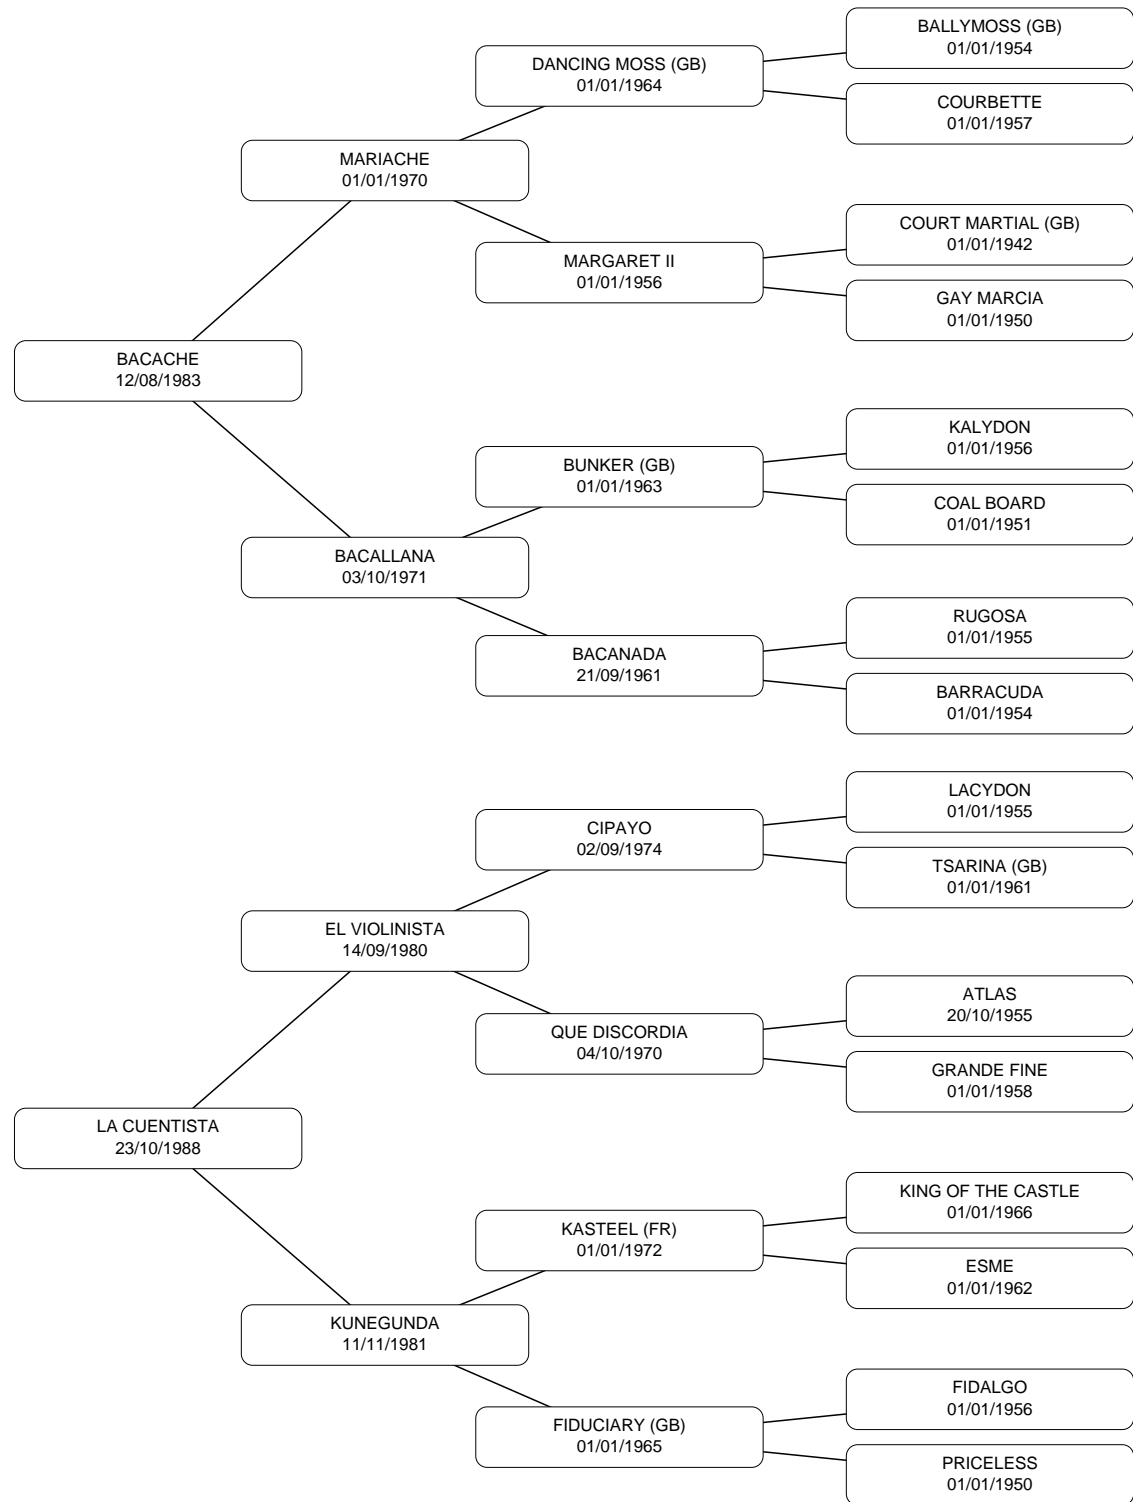 BALLYMOSS (GB)
01/01/1954
DANCING MOSS (GB)
01/01/1964
COURBETTE
01/01/1957
MARIACHE
01/01/1970
COURT MARTIAL (GB)
01/01/1942
MARGARET II
01/01/1956
GAY MARCIA
01/01/1950
BACACHE
12/08/1983
KALYDON
01/01/1956
BUNKER (GB)
01/01/1963
COAL BOARD
01/01/1951
BACALLANA
03/10/1971
RUGOSA
01/01/1955
BACANADA
21/09/1961
BARRACUDA
01/01/1954
LACYDON
01/01/1955
CIPAYO
02/09/1974
TSARINA (GB)
01/01/1961
EL VIOLINISTA
14/09/1980
ATLAS
20/10/1955
QUE DISCORDIA
04/10/1970
GRANDE FINE
01/01/1958
LA CUENTISTA
23/10/1988
KING OF THE CASTLE
01/01/1966
KASTEEL (FR)
01/01/1972
ESME
01/01/1962
KUNEGUNDA
11/11/1981
FIDALGO
01/01/1956
FIDUCIARY (GB)
01/01/1965
PRICELESS
01/01/1950